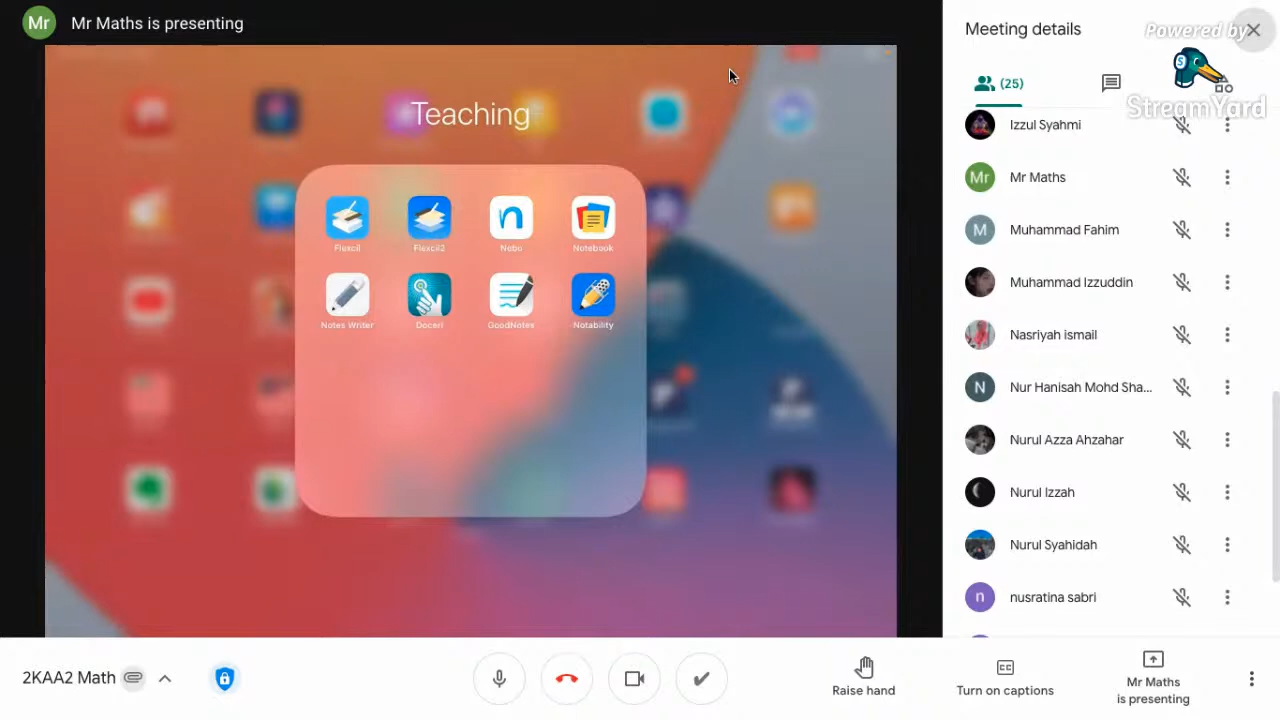 Mr
Mr Maths is presenting
Teaching
Flexcil
Flexcil2
Nebo
Notebook
Notes Writer
Doceri
GoodNotes
Notability
Meeting details
Powered by
StreamYard
(25)
Izzul Syahmi
Mr
Mr Maths
M
Muhammad Fahim
Muhammad Izzuddin
Nasriyah ismail
N
Nur Hanisah Mohd Sha...
Nurul Azza Ahzahar
Nurul Izzah
Nurul Syahidah
n
nusratina sabri
2KAA2 Math
Raise hand
Turn on captions
Mr Maths
is presenting